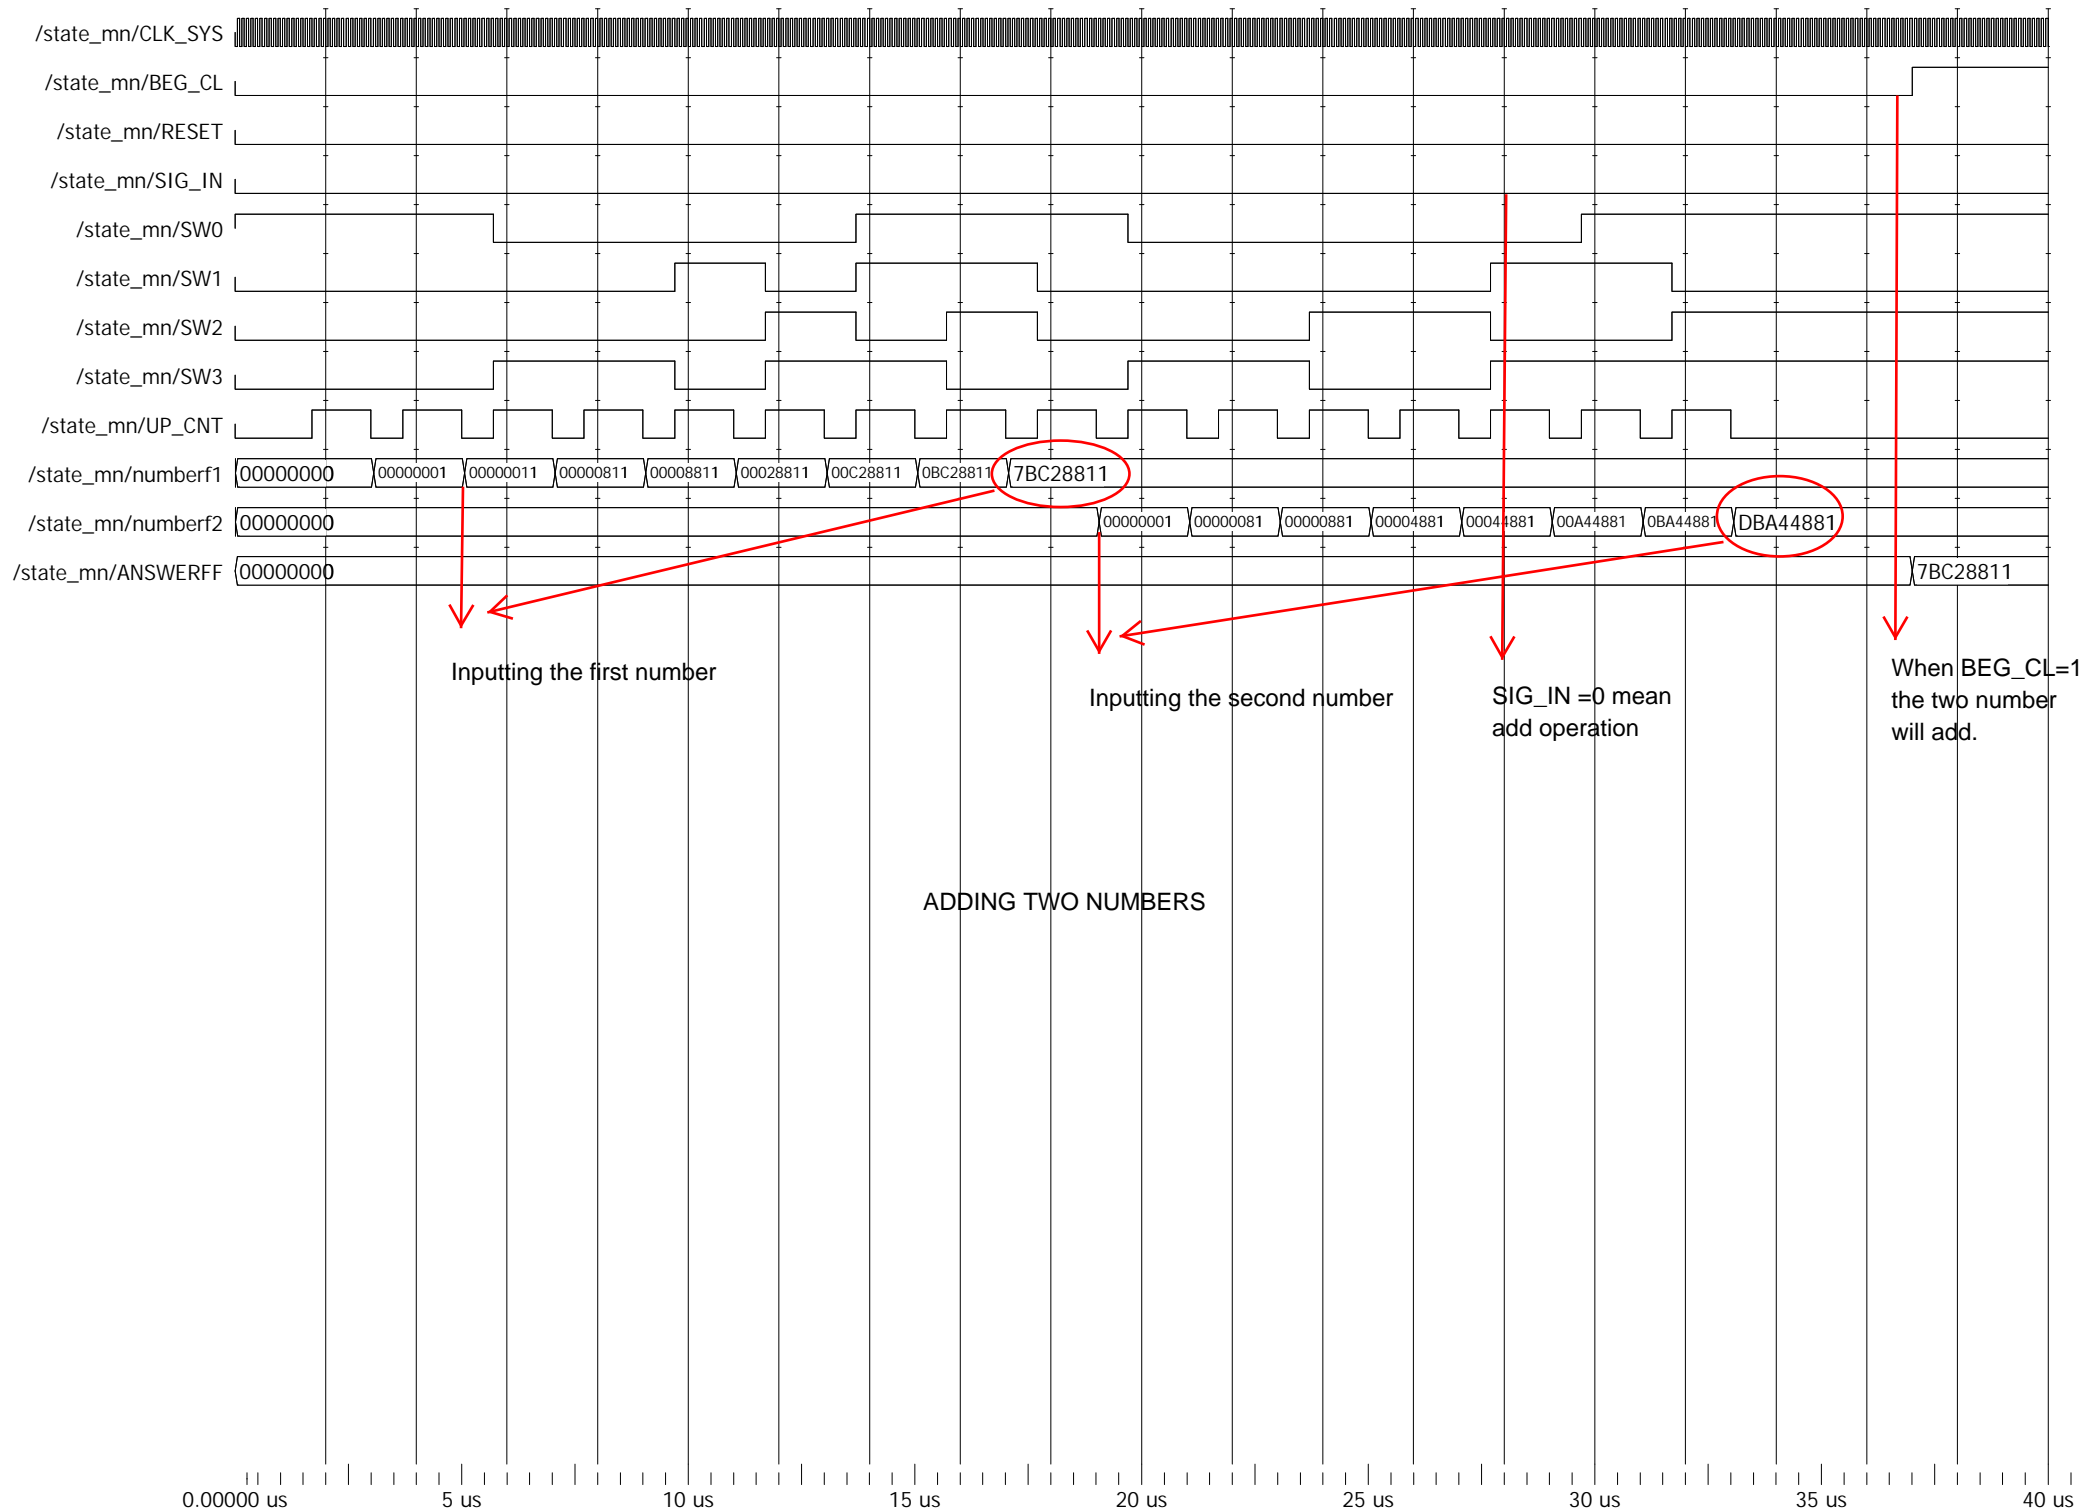 /state_mn/CLK_SYS
/state_mn/BEG_CL
/state_mn/RESET
/state_mn/SIG_IN
/state_mn/SW0
/state_mn/SW1
/state_mn/SW2
/state_mn/SW3
/state_mn/UP_CNT
/state_mn/numberf1 00000000 00000001 00000011 00000811 00008811 00028811 00C28811 0BC28811 7BC28811
/state_mn/numberf2 00000000 00000001 00000081 00000881 00004881 00044881 00A44881 0BA44881 DBA44881
/state_mn/ANSWERFF 00000000 7BC28811
Inputting the first number
Inputting the second number
SIG_IN =0 mean
add operation
When BEG_CL=1
the two number
will add.
ADDING TWO NUMBERS
0.00000 us 5 us 10 us 15 us 20 us 25 us 30 us 35 us 40 us